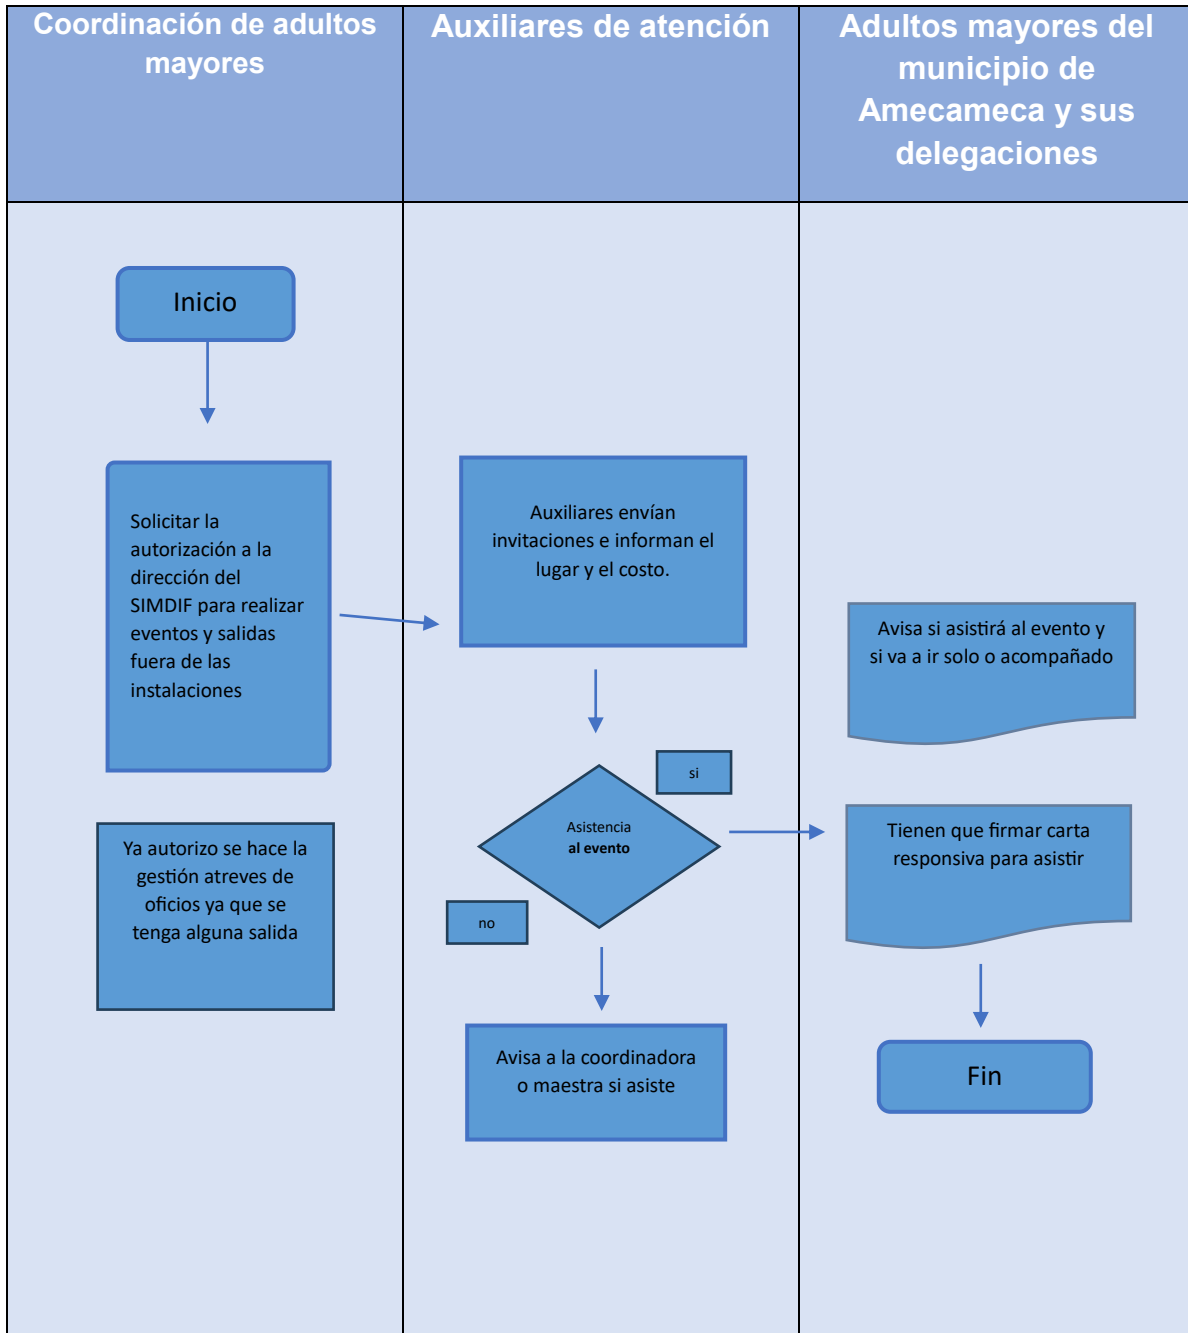 Coordinación de adultos
mayores
Auxiliares de atención
Adultos mayores del
municipio de
Amecameca y sus
delegaciones
Inicio
Solicitar la
autorización a la
dirección del
SIMDIF para realizar
eventos y salidas
fuera de las
instalaciones
Ya autorizo se hace la
gestión atreves de
oficios ya que se
tenga alguna salida
Auxiliares envían
invitaciones e informan el
lugar y el costo.
si
Asistencia
al evento
no
Avisa a la coordinadora
o maestra si asiste
Avisa si asistirá al evento y
si va a ir solo o acompañado
Tienen que firmar carta
responsiva para asistir
Fin